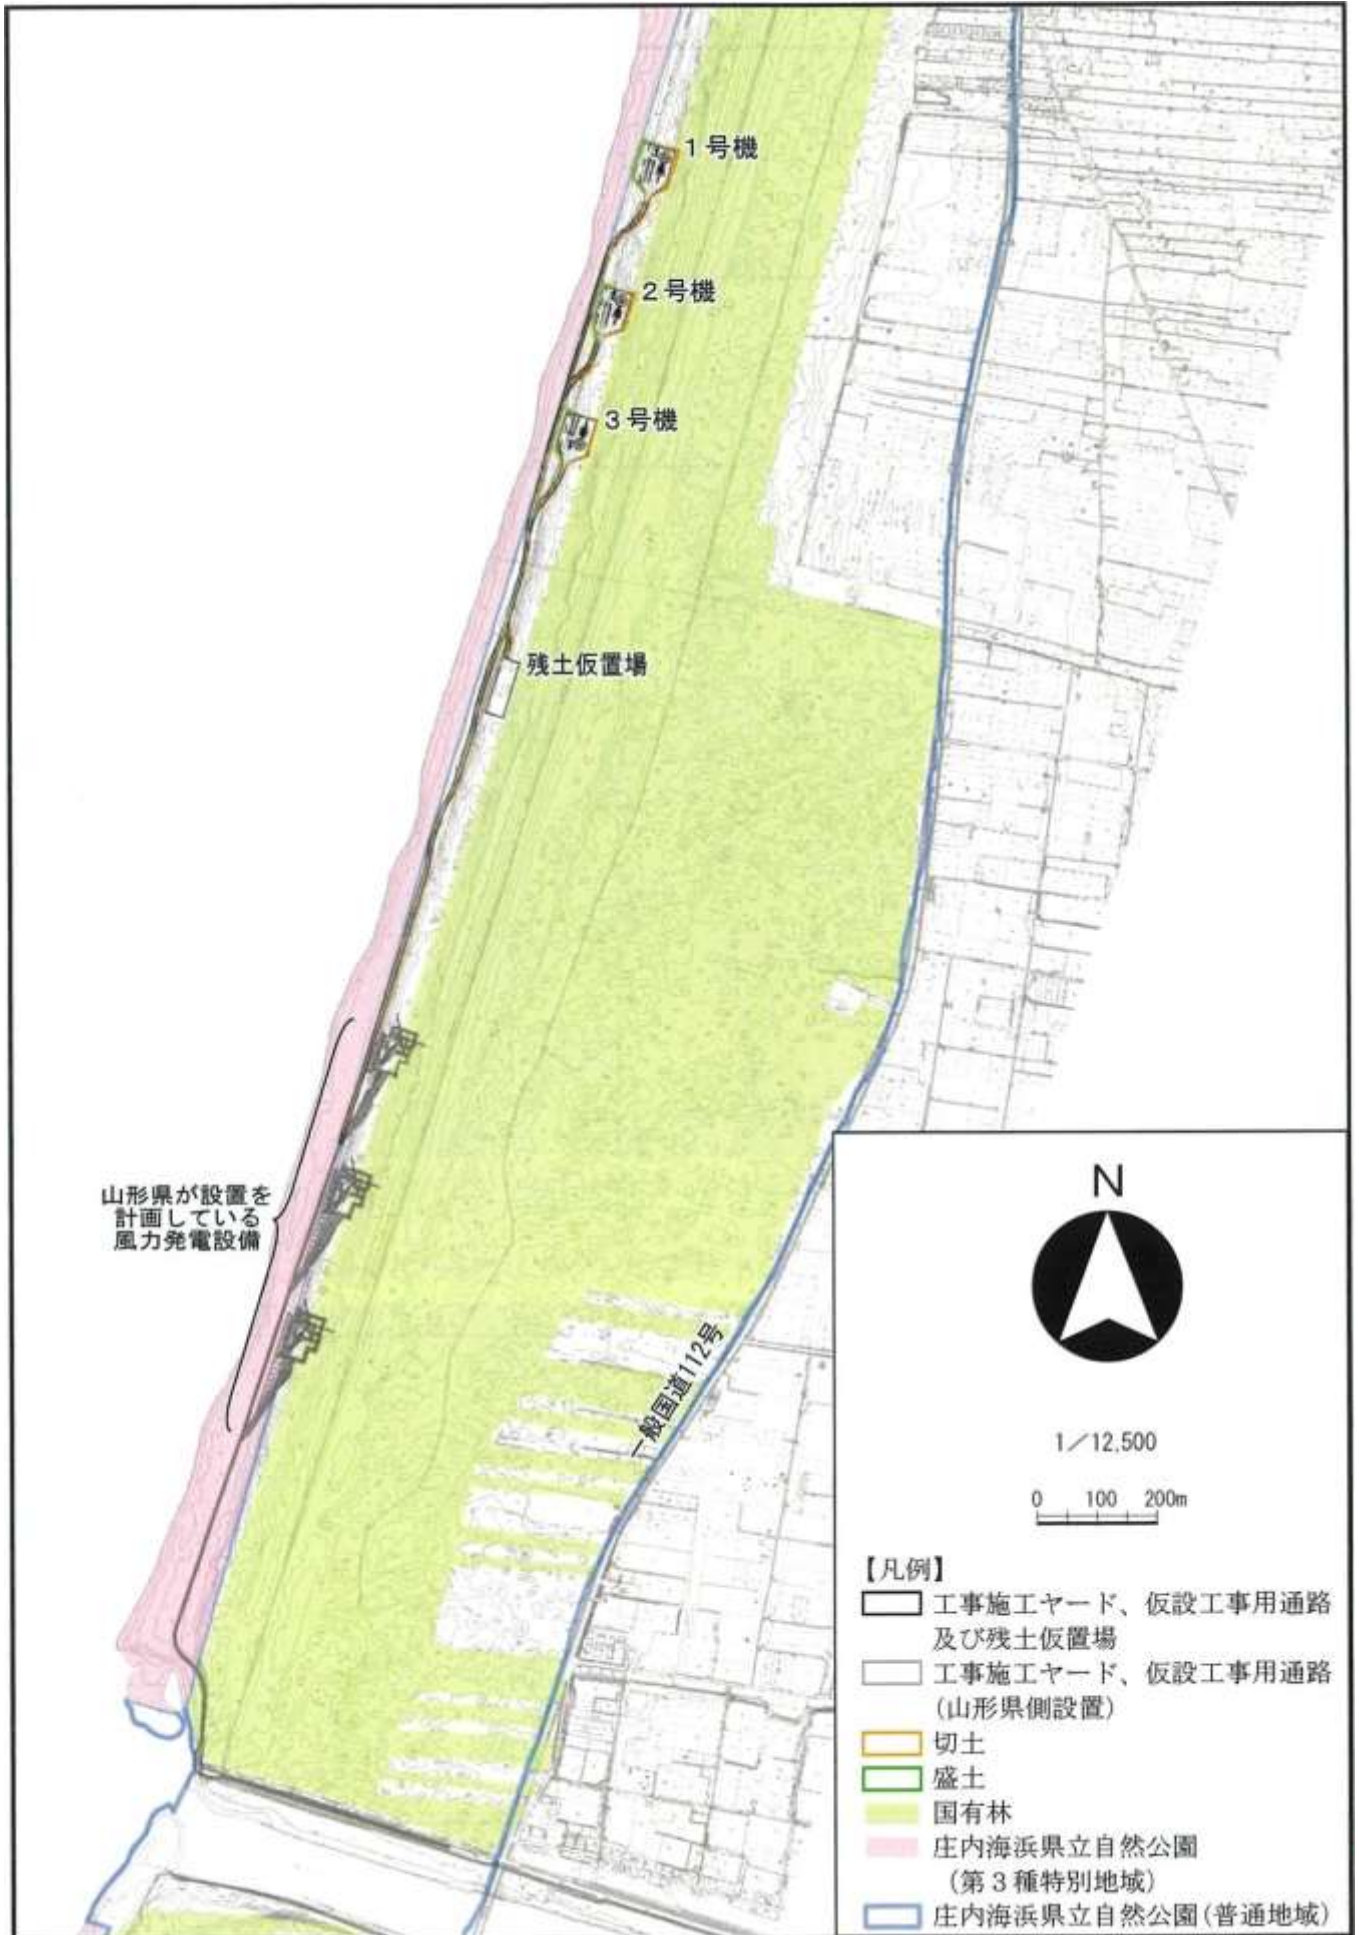 1号機
2号機
3号機
残土仮置場
山形県が設置を
計画している
風力発電設備
一般国道112号
N
1／12,500
0 100 200m
【凡例】
工事施工ヤード、仮設工事用通路
及び残土仮置場
工事施工ヤード、仮設工事用通路
(山形県側設置)
切土
盛土
国有林
庄内海浜県立自然公園
(第3種特別地域)
庄内海浜県立自然公園(普通地域)